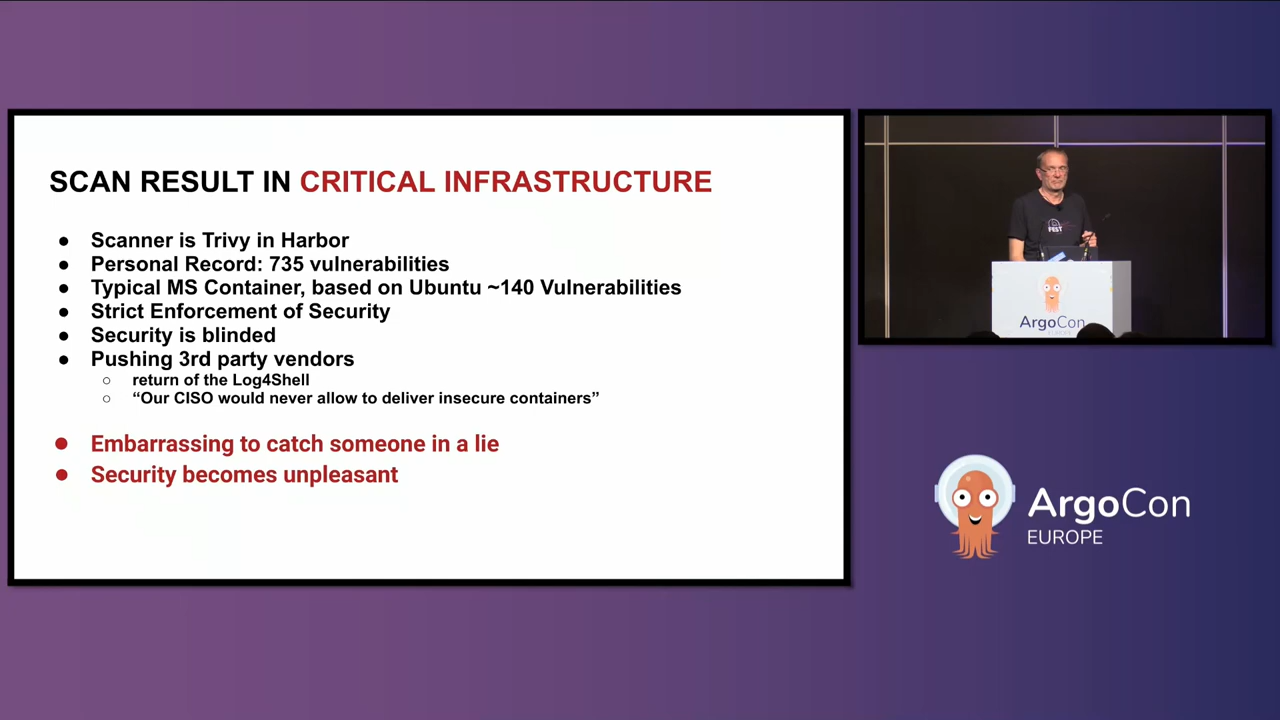 SCAN RESULT IN CRITICAL INFRASTRUCTURE
● Scanner is Trivy in Harbor
● Personal Record: 735 vulnerabilities
● Typical MS Container, based on Ubuntu ~140 Vulnerabilities
● Strict Enforcement of Security
● Security is blinded
● Pushing 3rd party vendors
○ return of the Log4Shell
○ “Our CISO would never allow to deliver insecure containers”
● Embarrassing to catch someone in a lie
● Security becomes unpleasant
FEST
ArgoCon
EUROPE
ArgoCon
EUROPE